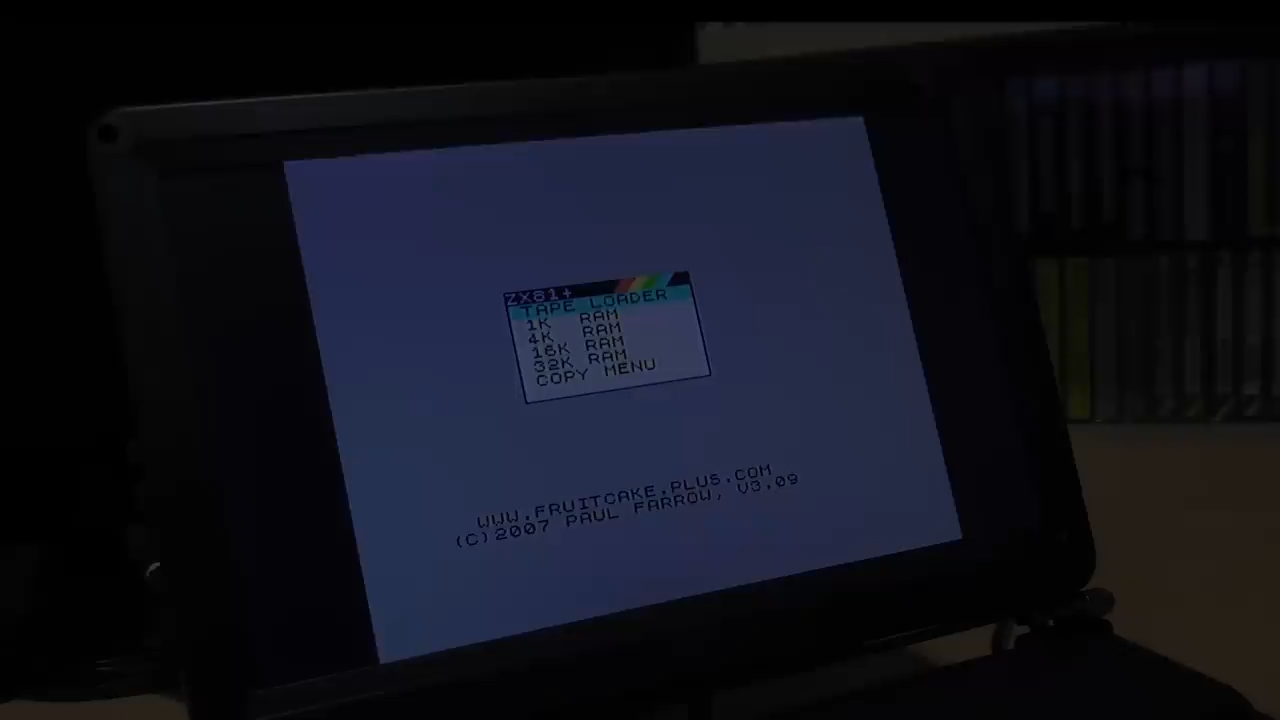 ZX81+
TAPE LOADER
1K RAM
4K RAM
16K RAM
32K RAM
COPY MENU
WWW.FRUITCAKE.PLUS.COM
(C)2007 PAUL FARROW, V3.09